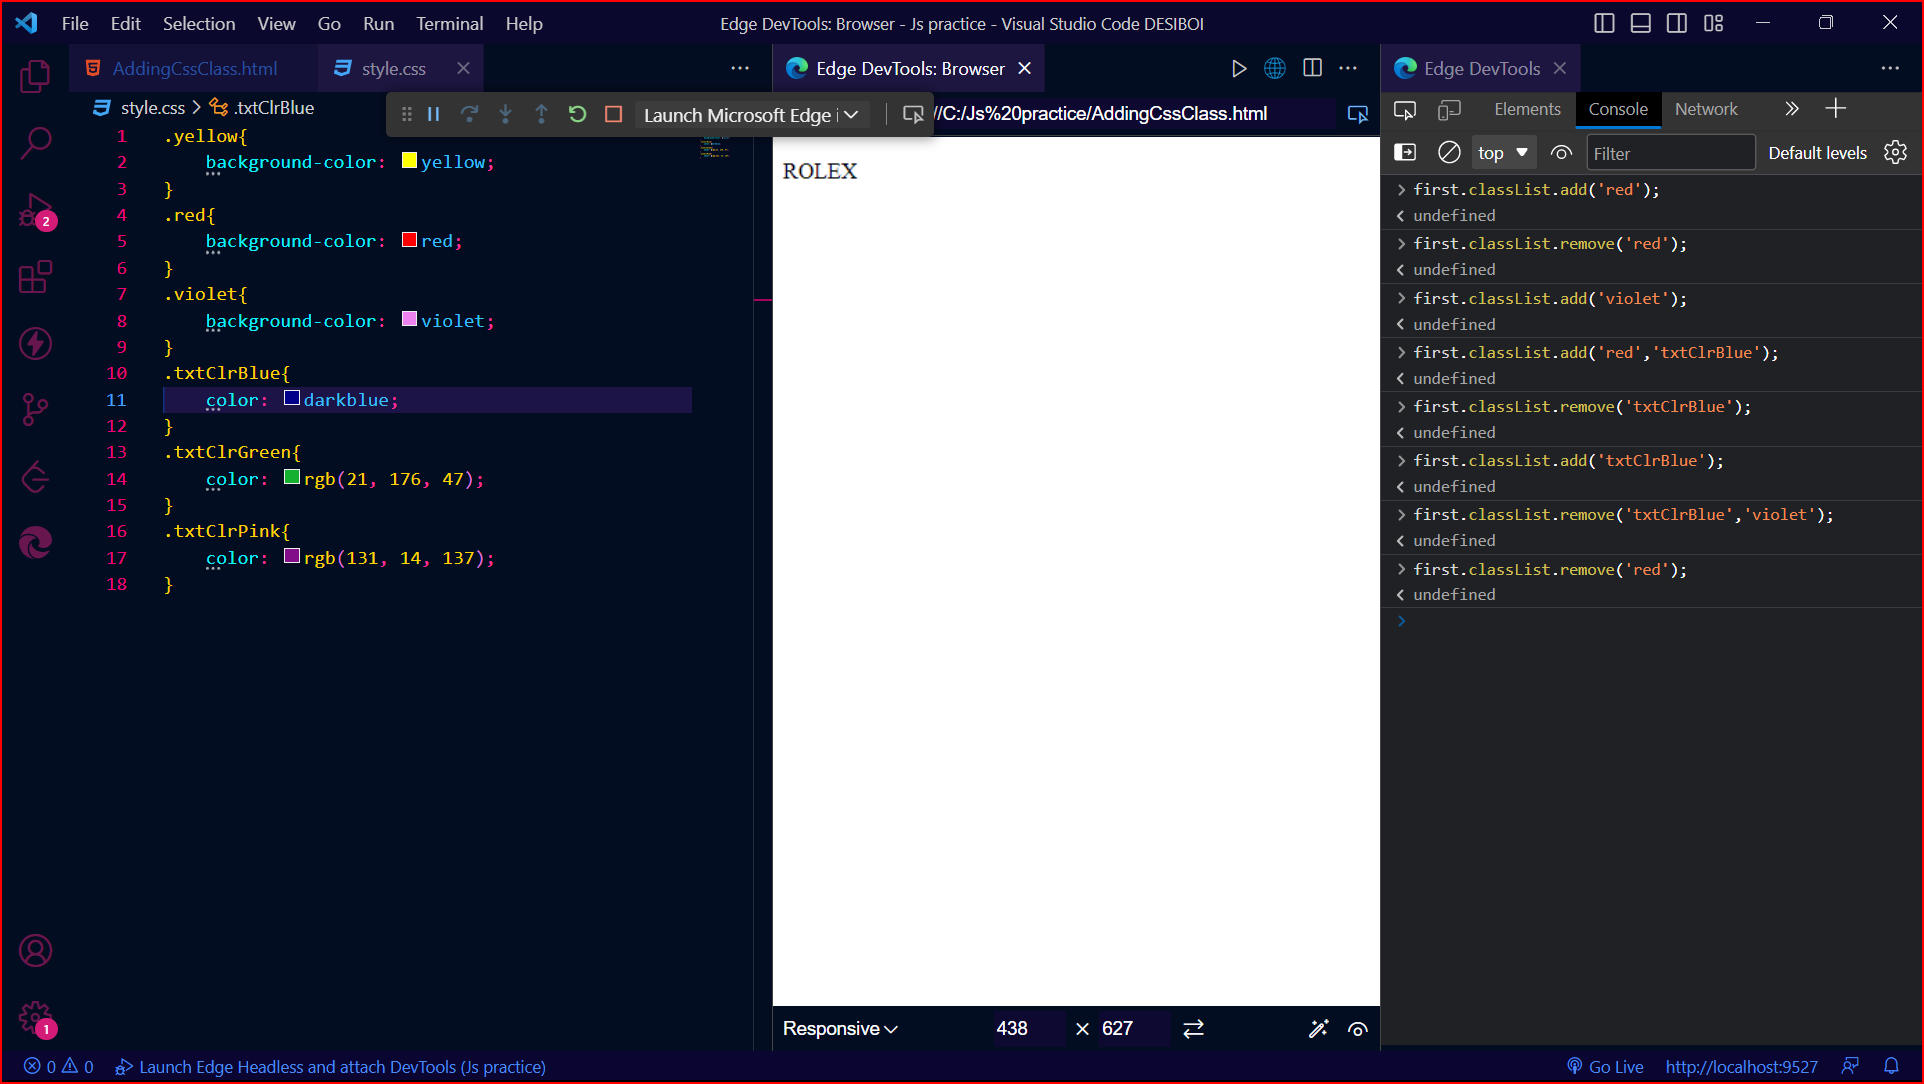 File Edit Selection View Go Run Terminal Help
Edge DevTools: Browser - Js practice - Visual Studio Code DESIBOI
AddingCssClass.html
style.css
style.css > .txtClrBlue
Launch Microsoft Edge
1 .yellow{
2 background-color: yellow;
3 }
4 .red{
5 background-color: red;
6 }
7 .violet{
8 background-color: violet;
9 }
10 .txtClrBlue{
11 color: darkblue;
12 }
13 .txtClrGreen{
14 color: rgb(21, 176, 47);
15 }
16 .txtClrPink{
17 color: rgb(131, 14, 137);
18 }
2
1
Edge DevTools: Browser
//C:/Js%20practice/AddingCssClass.html
ROLEX
Responsive 438 × 627
Edge DevTools
Elements Console Network
top Filter Default levels
> first.classList.add('red');
< undefined
> first.classList.remove('red');
< undefined
> first.classList.add('violet');
< undefined
> first.classList.add('red','txtClrBlue');
< undefined
> first.classList.remove('txtClrBlue');
< undefined
> first.classList.add('txtClrBlue');
< undefined
> first.classList.remove('txtClrBlue','violet');
< undefined
> first.classList.remove('red');
< undefined
>
0 0 Launch Edge Headless and attach DevTools (Js practice)
Go Live http://localhost:9527